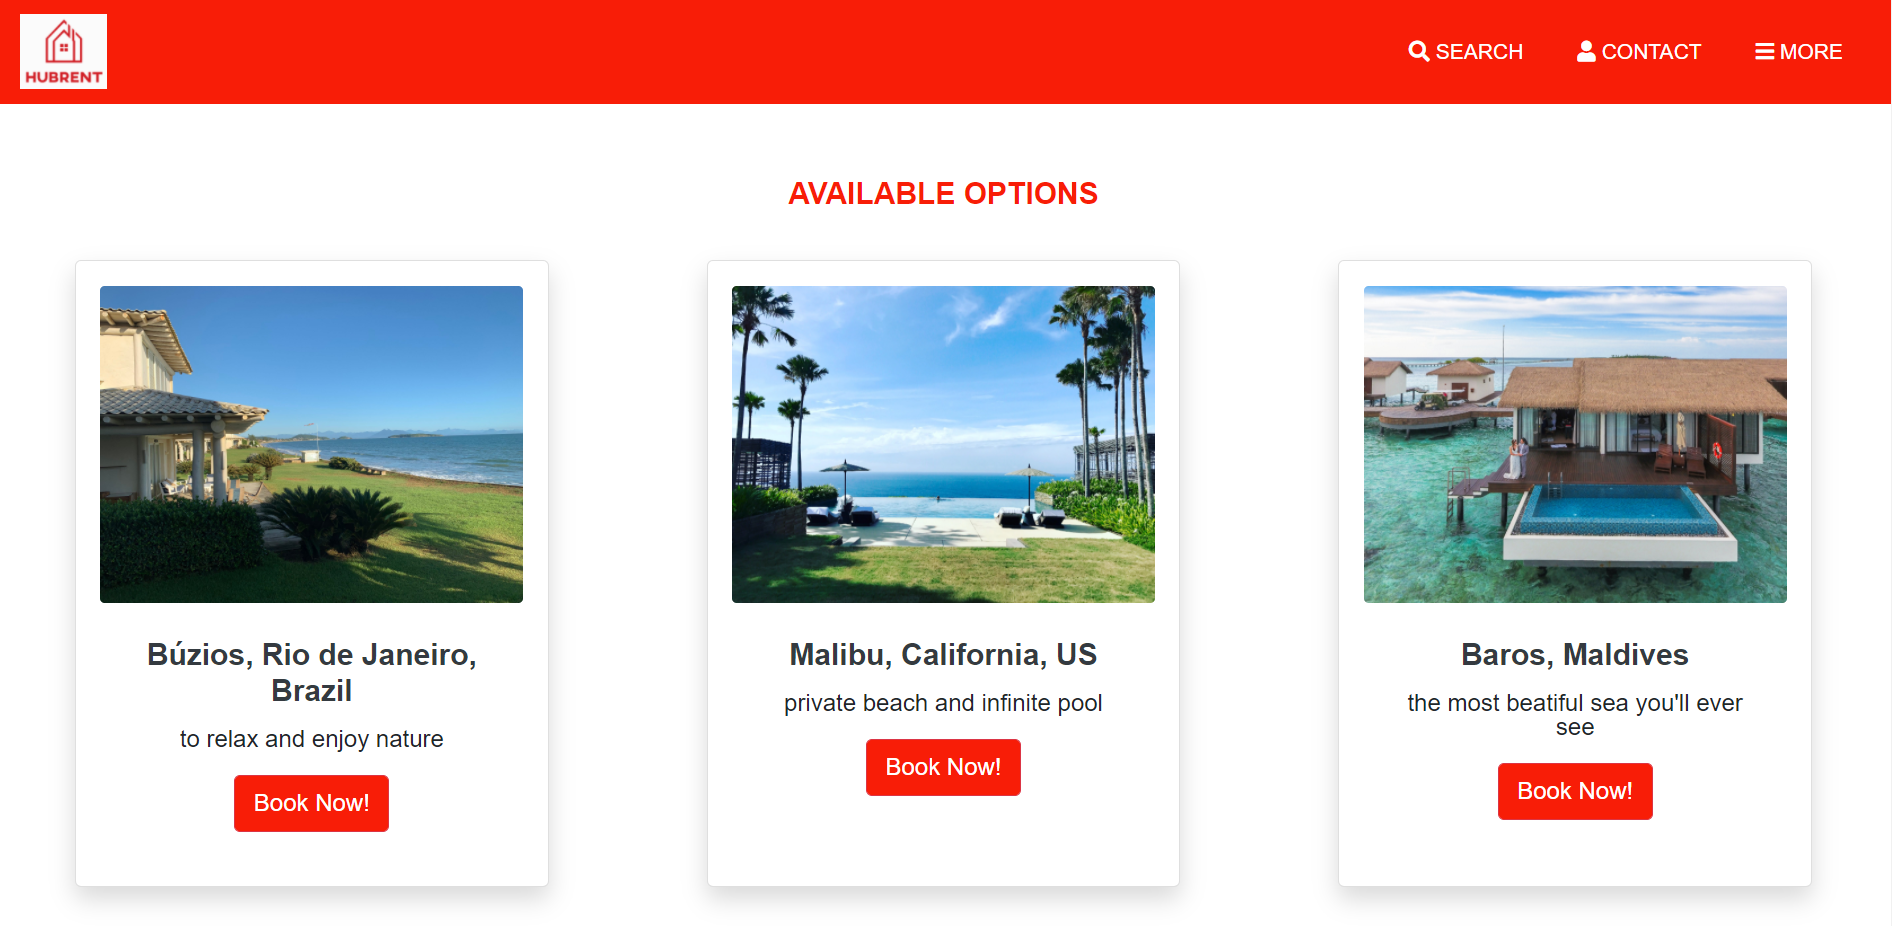 HUBRENT
SEARCH
CONTACT
MORE
AVAILABLE OPTIONS
Búzios, Rio de Janeiro,
Brazil
to relax and enjoy nature
Book Now!
Malibu, California, US
private beach and infinite pool
Book Now!
Baros, Maldives
the most beatiful sea you'll ever
see
Book Now!